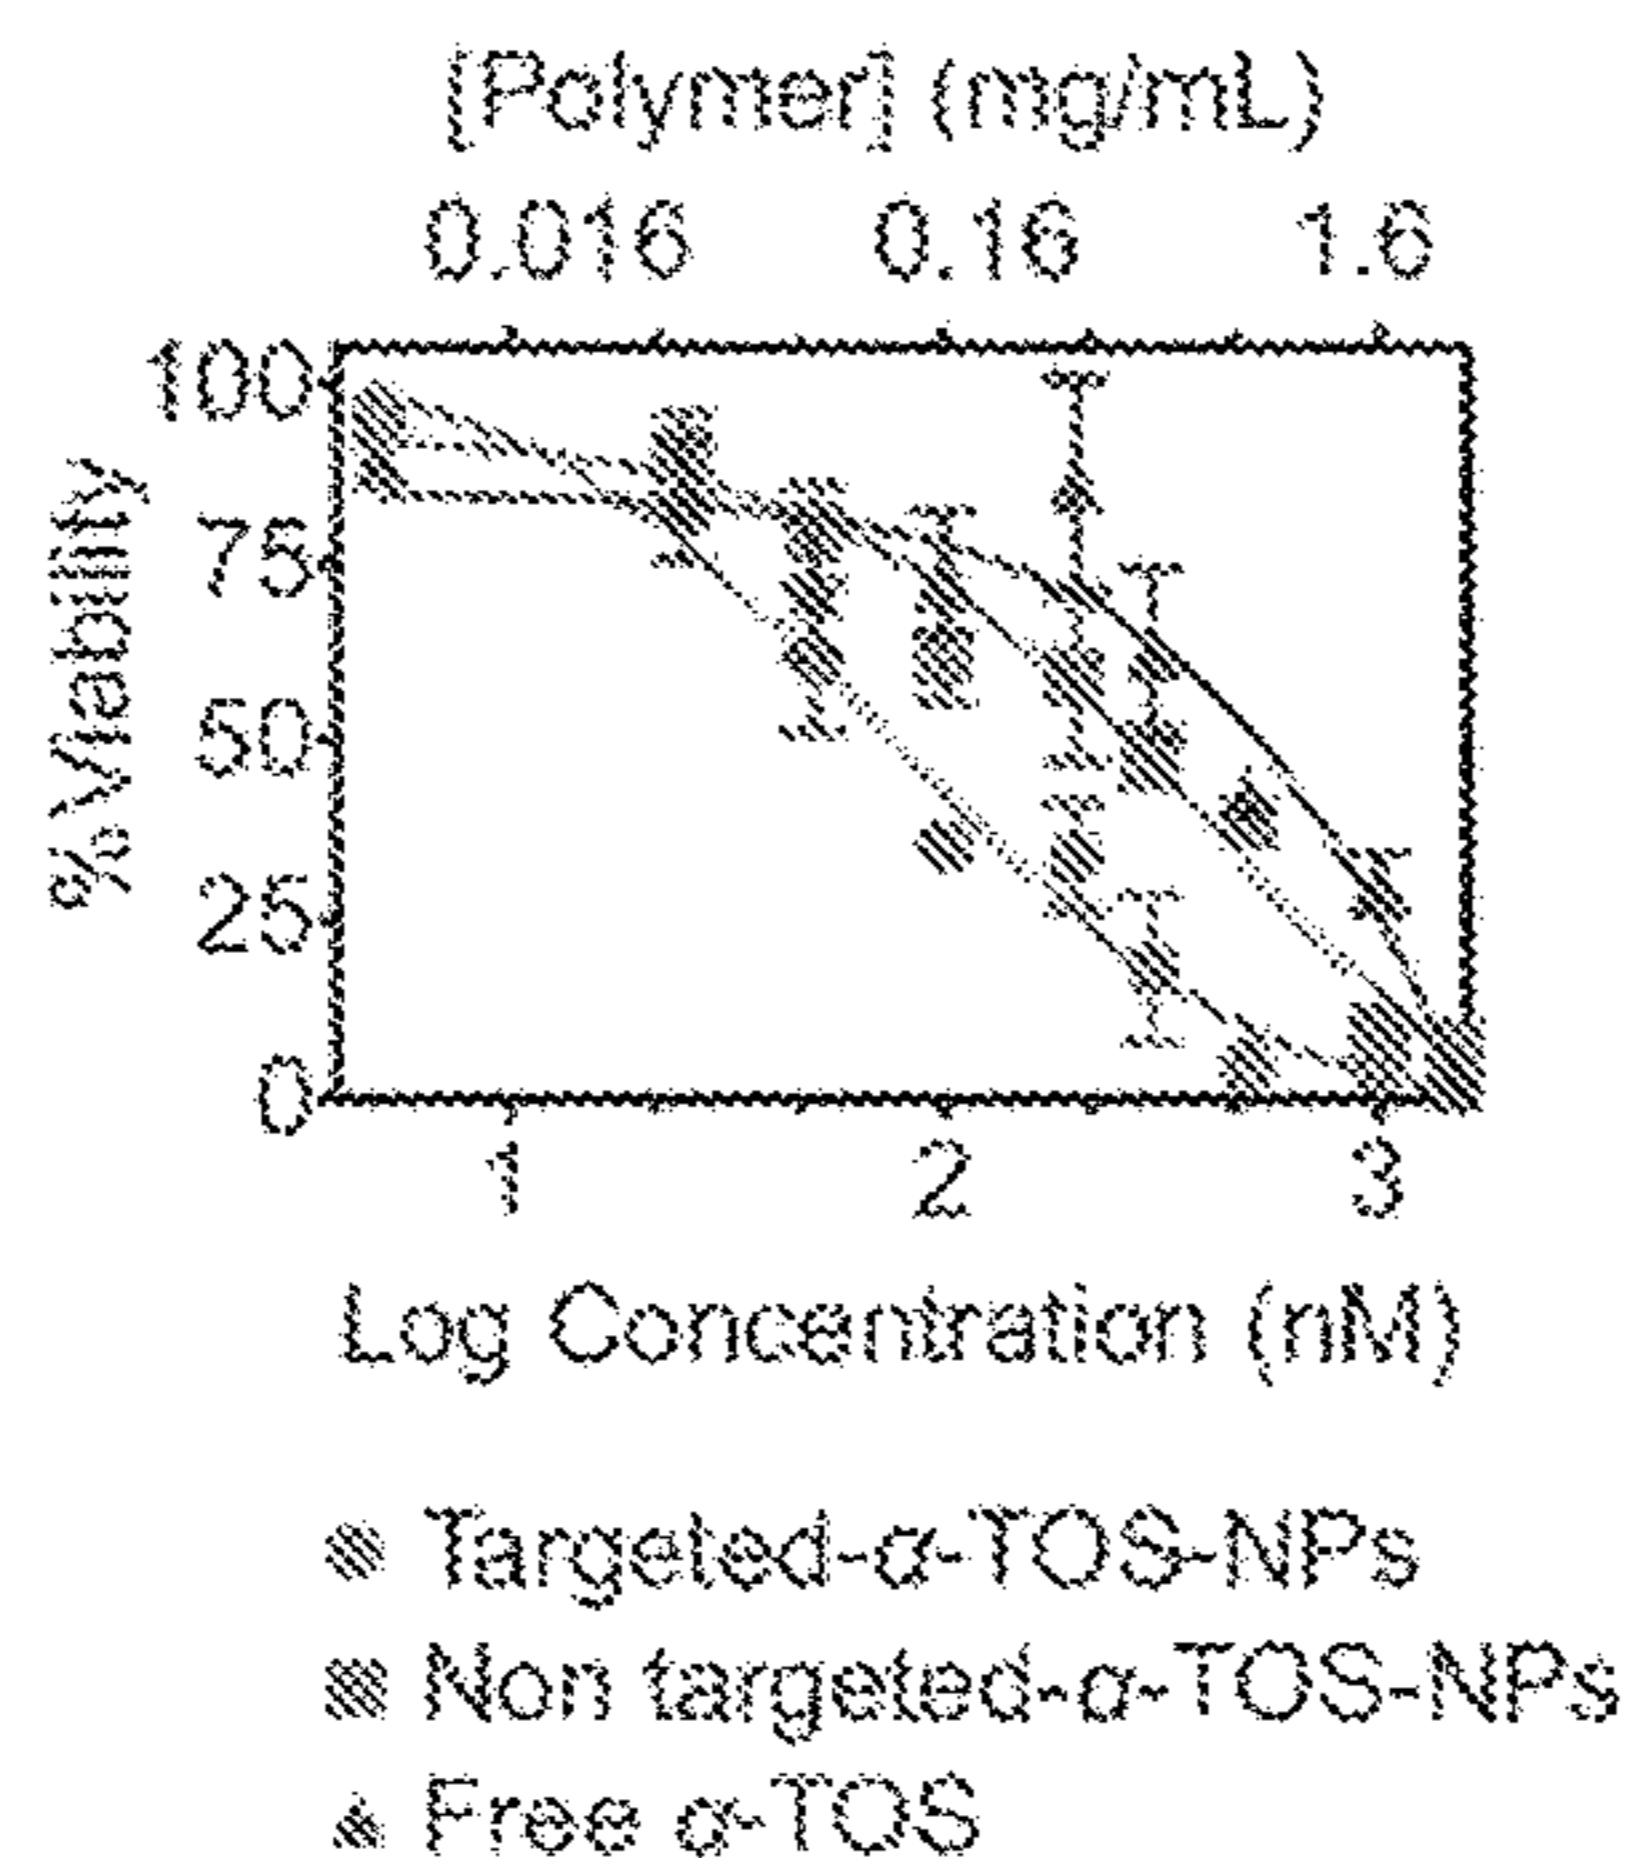 [Polymer] (mg/mL)
0.016 0.16 1.6
100
75
50
25
0
%Viability
1 2 3
Log Concentration (nM)
Targeted-α-TOS-NPs
Non targeted-α-TOS-NPs
Free α-TOS